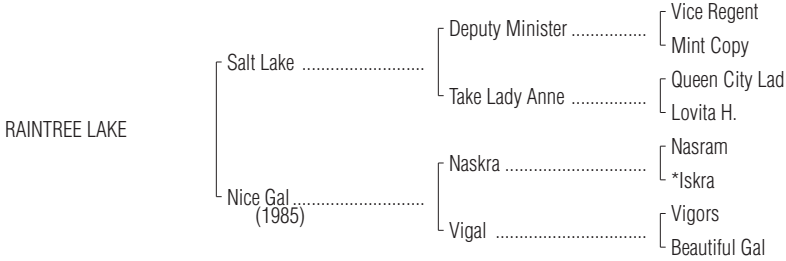 Vice Regent
Deputy Minister ................
Mint Copy
Salt Lake ..........................
Queen City Lad
Take Lady Anne ................
Lovita H.
RAINTREE LAKE
Nasram
Naskra ..............................
*Iskra
Nice Gal ............................
(1985)
Vigors
Vigal ................................
Beautiful Gal